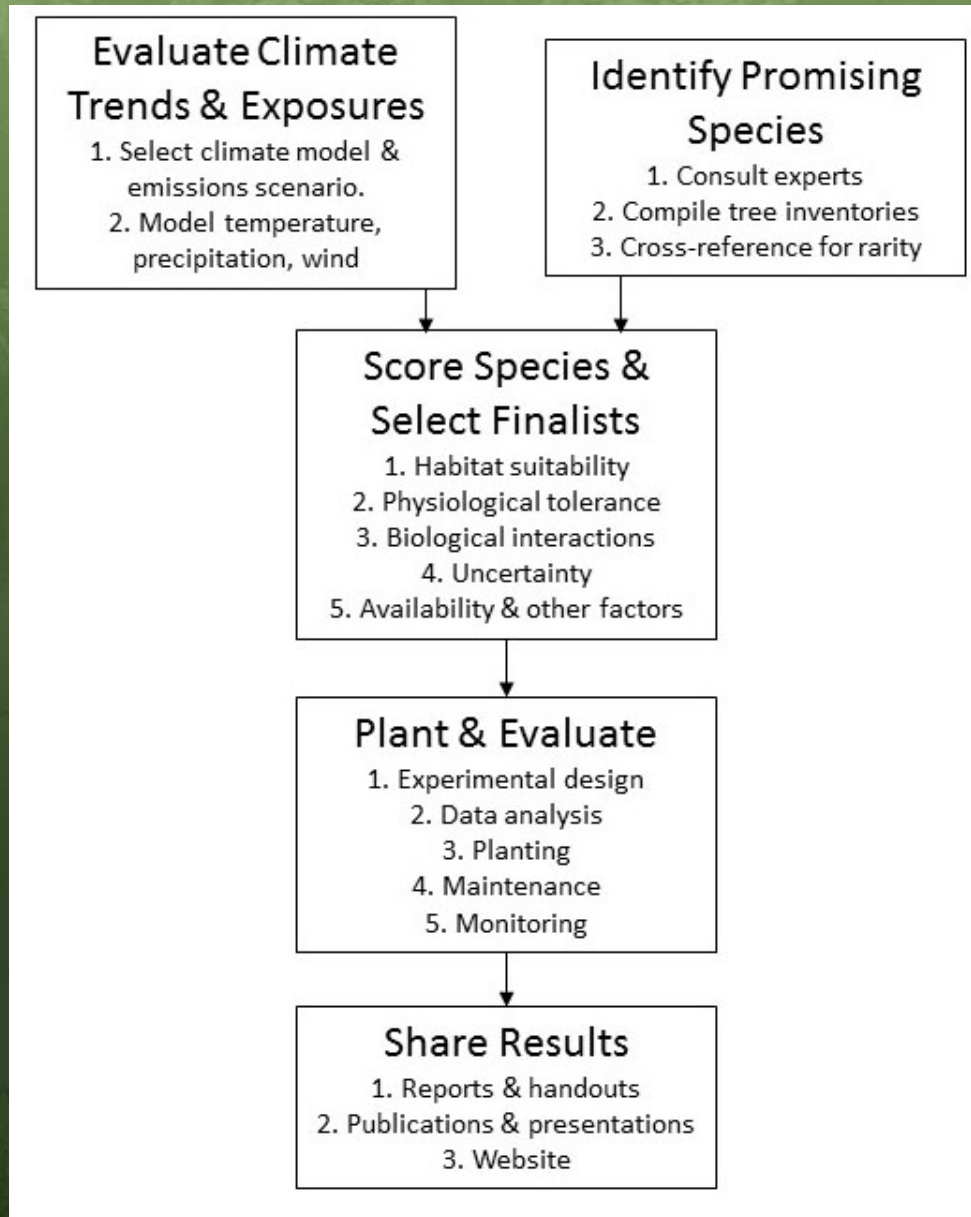 Evaluate Climate
Trends & Exposures
1. Select climate model &
emissions scenario.
2. Model temperature,
precipitation, wind
Identify Promising
Species
1. Consult experts
2. Compile tree inventories
3. Cross-reference for rarity
Score Species &
Select Finalists
1. Habitat suitability
2. Physiological tolerance
3. Biological interactions
4. Uncertainty
5. Availability & other factors
Plant & Evaluate
1. Experimental design
2. Data analysis
3. Planting
4. Maintenance
5. Monitoring
Share Results
1. Reports & handouts
2. Publications & presentations
3. Website